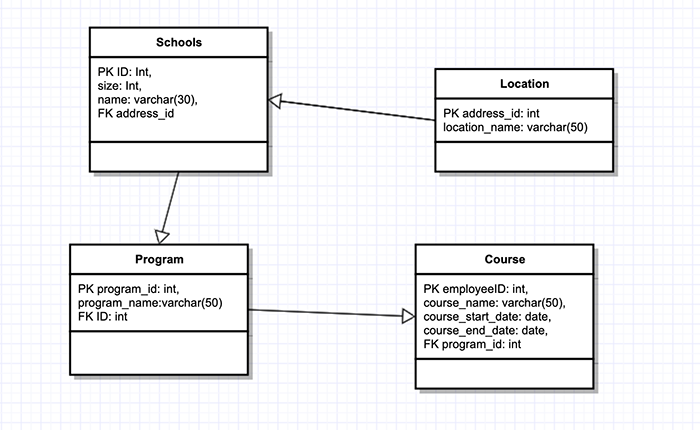 Schools
PK ID: Int,
size: Int,
name: varchar(30),
FK address_id
Location
PK address_id: int
location_name: varchar(50)
Program
PK program_id: int,
program_name:varchar(50)
FK ID: int
Course
PK employeeID: int,
course_name: varchar(50),
course_start_date: date,
course_end_date: date,
FK program_id: int